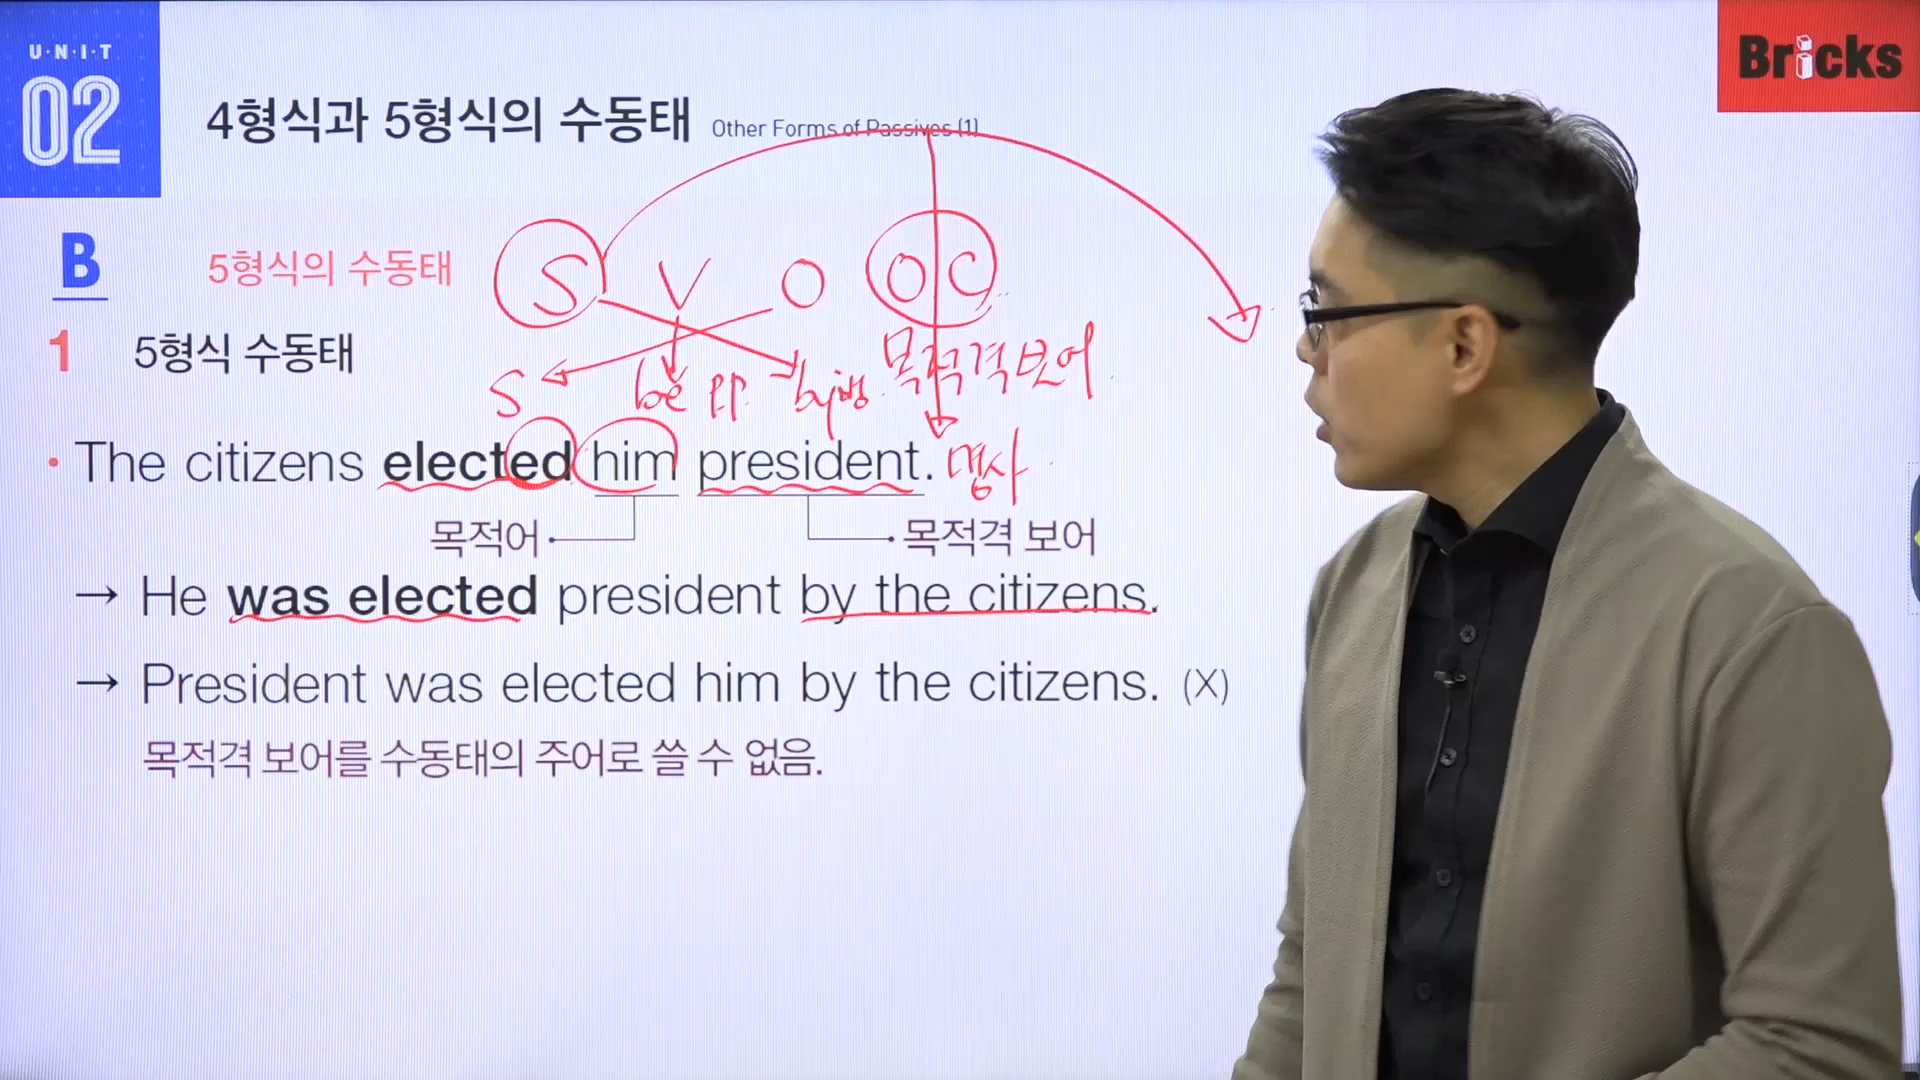 U·N·I·T
02
Bricks
4형식과 5형식의 수동태 Other Forms of Passives (1)
B 5형식의 수동태
S V O O C
1 5형식 수동태
목적격 보어
S be P.P. by
The citizens elected him president. 명사
목적어 목적격 보어
→ He was elected president by the citizens.
→ President was elected him by the citizens. (X)
목적격 보어를 수동태의 주어로 쓸 수 없음.